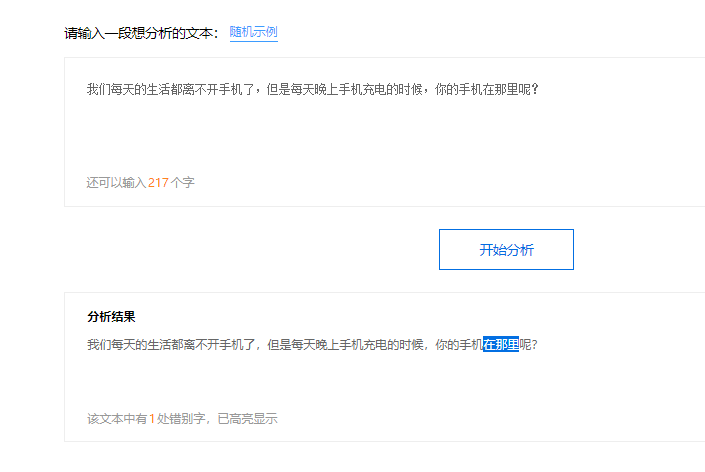 请输入一段想分析的文本： 随机示例
我们每天的生活都离不开手机了，但是每天晚上手机充电的时候，你的手机在那里呢？
还可以输入217个字
开始分析
分析结果
我们每天的生活都离不开手机了，但是每天晚上手机充电的时候，你的手机在那里呢？
该文本中有1处错别字，已高亮显示